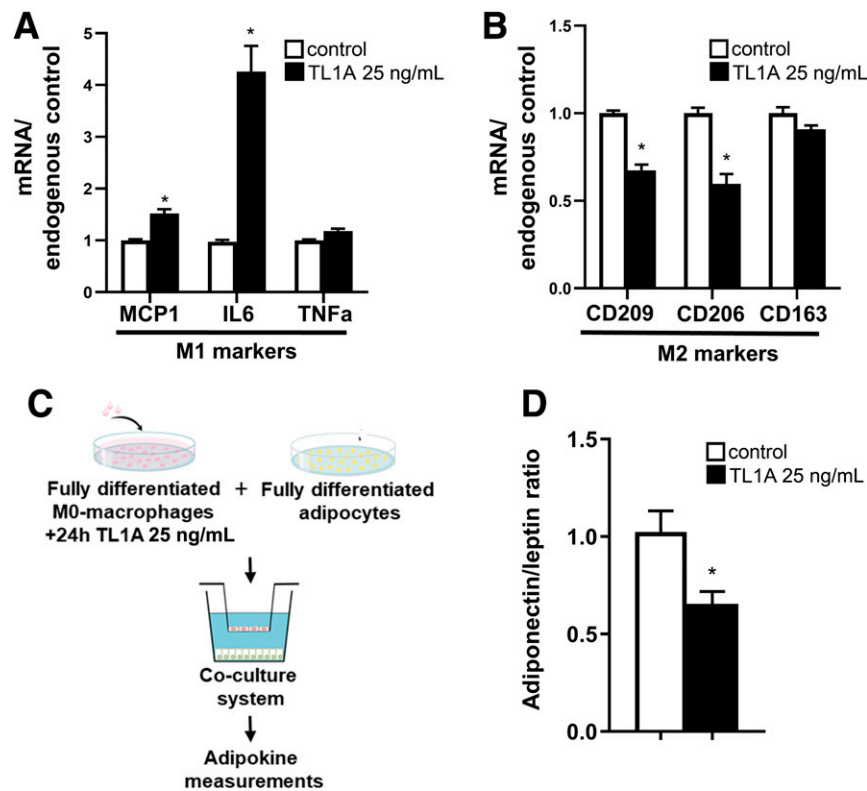 A
control
TL1A 25 ng/mL
mRNA/
endogenous control
5
4
3
2
1
0
*
*
MCP1 IL6 TNFa
M1 markers
B
control
TL1A 25 ng/mL
mRNA/
endogenous control
1.5
1.0
0.5
0.0
*
*
CD209 CD206 CD163
M2 markers
C
Fully differentiated
M0-macrophages
+24h TL1A 25 ng/mL
+
Fully differentiated
adipocytes
Co-culture
system
Adipokine
measurements
D
control
TL1A 25 ng/mL
Adiponectin/leptin ratio
1.5
1.0
0.5
0.0
*